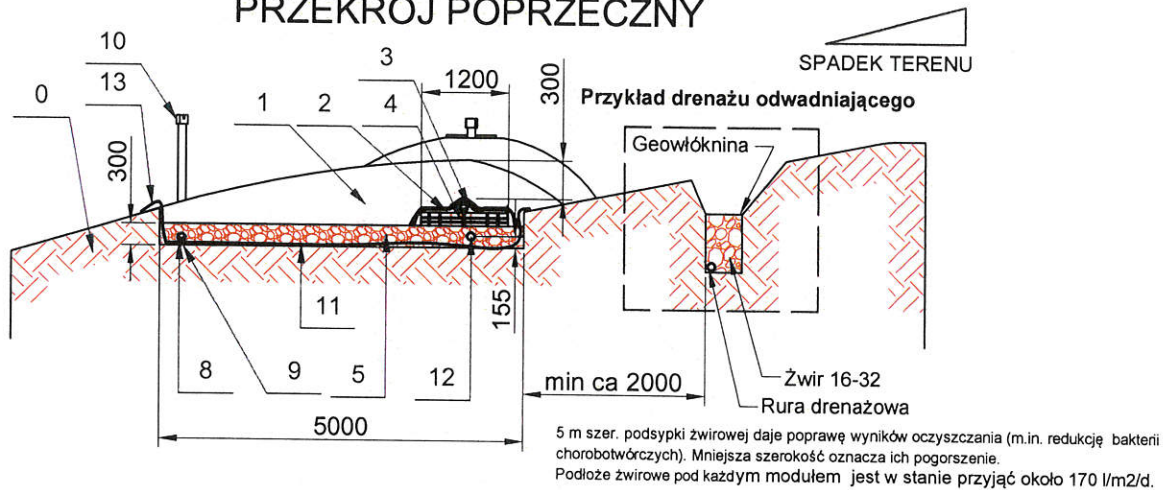 PRZEKRÓJ POPRZECZNY
SPADEK TERENU
Przykład drenażu odwadniającego
Geowłóknina
10
13
0
1
2
3
4
1200
300
300
155
11
8
9
5
12
5000
min ca 2000
Żwir 16-32
Rura drenażowa
5 m szer. podsypki żwirowej daje poprawę wyników oczyszczania (m.in. redukcję bakterii
chorobotwórczych). Mniejsza szerokość oznacza ich pogorszenie.
Podłoże żwirowe pod każdym modułem jest w stanie przyjąć około 170 l/m2/d.